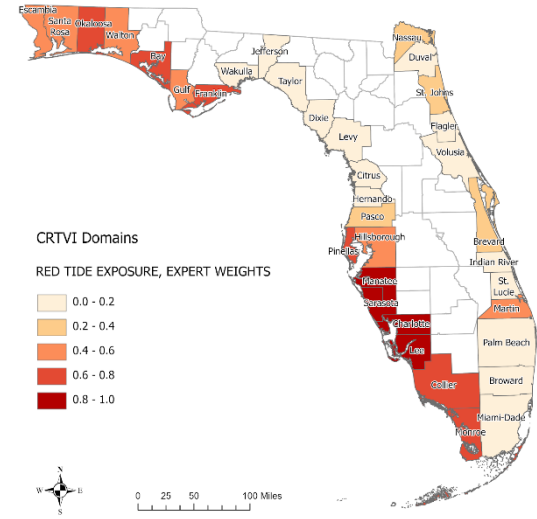 Escambia
Santa
Rosa
Okaloosa
Walton
Bay
Gulf
Franklin
Wakulla
Jefferson
Taylor
Dixie
Levy
Citrus
Hernando
Pasco
Hillsborough
Pinellas
Manatee
Sarasota
Charlotte
Lee
Collier
Monroe
Nassau
Duval
St. Johns
Flagler
Volusia
Brevard
Indian River
St.
Lucie
Martin
Palm Beach
Broward
Miami-Dade
CRTVI Domains
RED TIDE EXPOSURE, EXPERT WEIGHTS
0.0 - 0.2
0.2 - 0.4
0.4 - 0.6
0.6 - 0.8
0.8 - 1.0
N
W E
S
0 25 50 100 Miles